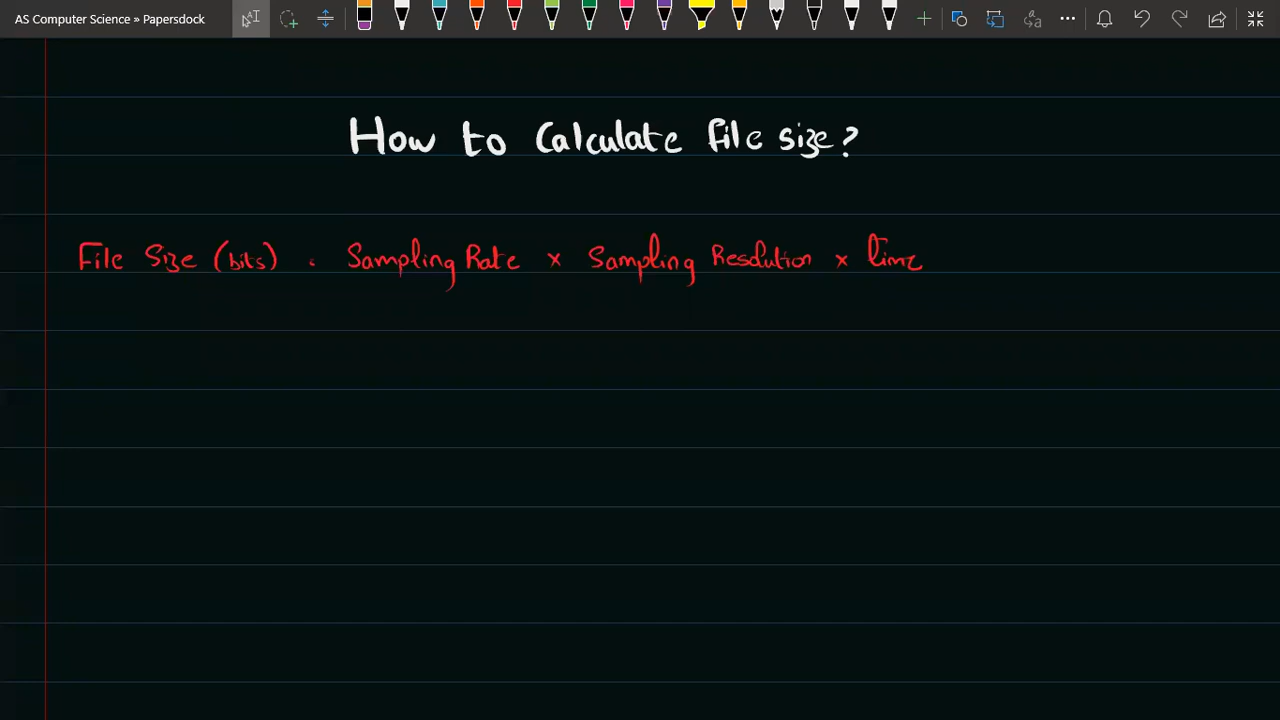 AS Computer Science » Papersdock
How to Calculate file size?
File Size (bits) . Sampling Rate x Sampling Resolution x time